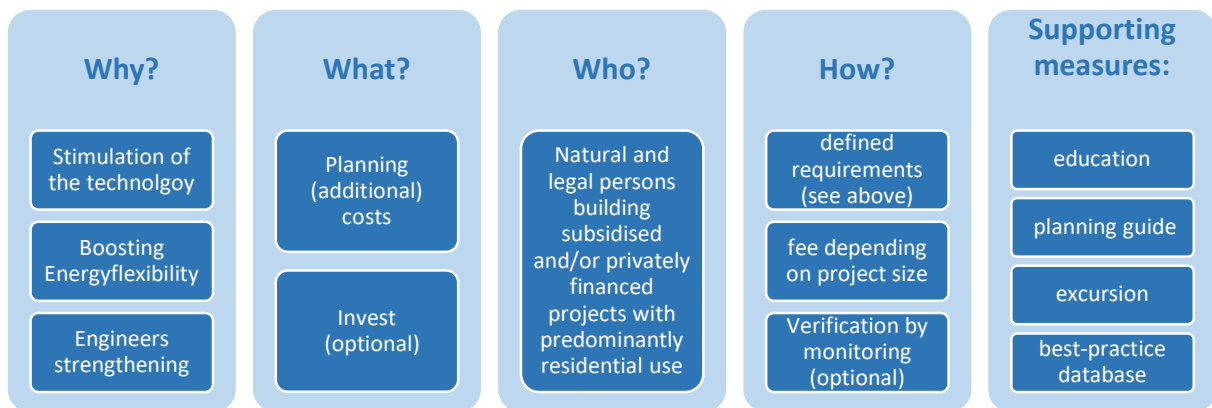 Why?
Stimulation of
the technolgoy
Boosting
Energyflexibility
Engineers
strengthening
What?
Planning
(additional)
costs
Invest
(optional)
Who?
Natural and
legal persons
building
subsidised
and/or privately
financed
projects with
predominantly
residential use
How?
defined
requirements
(see above)
fee depending
on project size
Verification by
monitoring
(optional)
Supporting
measures:
education
planning guide
excursion
best-practice
database